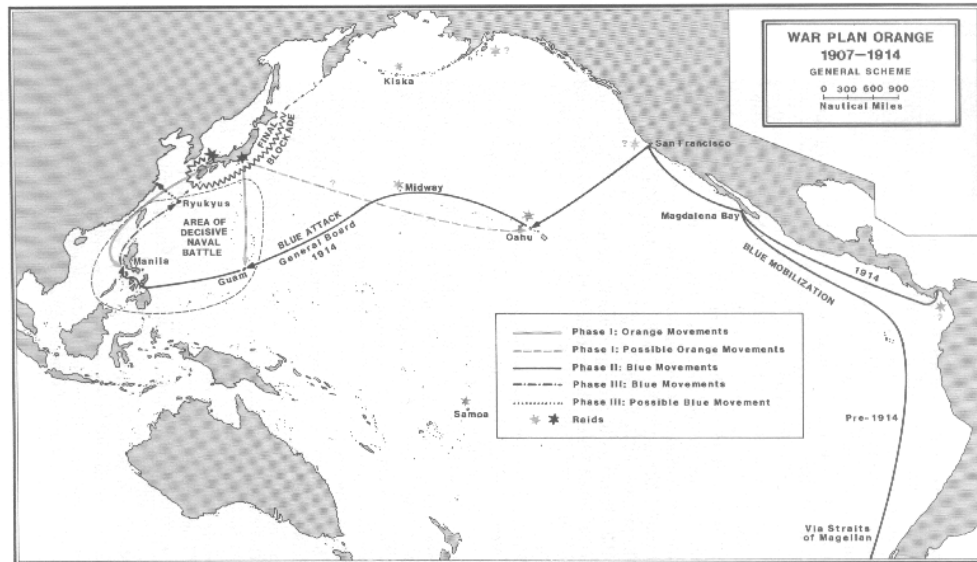 WAR PLAN ORANGE
1907—1914
GENERAL SCHEME
0 300 600 900
Nautical Miles
?
Kiska
FINAL
BLOCKADE
?
San Francisco
?
Midway
Ryukyus
Magdalena Bay
AREA OF
DECISIVE
NAVAL
BATTLE
Oahu
BLUE ATTACK
General Board
1914
Manila
Guam
BLUE MOBILIZATION
1914
?
Phase I: Orange Movements
Phase I: Possible Orange Movements
Phase II: Blue Movements
Phase III: Blue Movements
Phase III: Possible Blue Movement
Raids
Samoa
Pre-1914
Via Straits
of Magellan